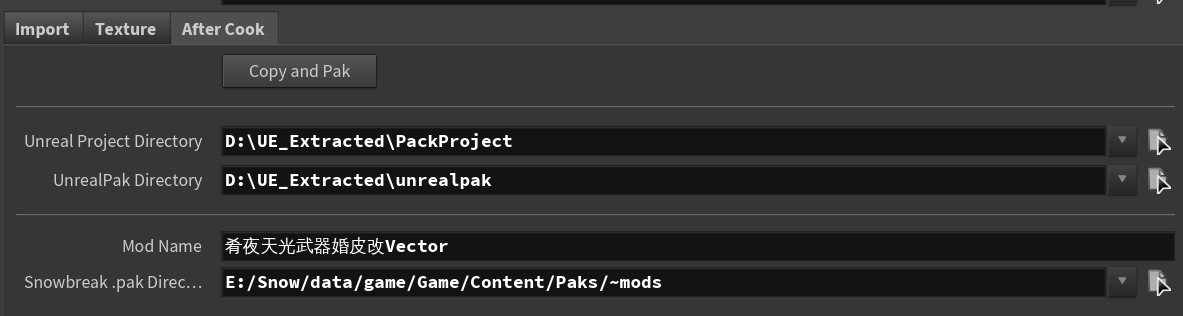 Import Texture After Cook
Copy and Pak
Unreal Project Directory D:\UE_Extracted\PackProject
UnrealPak Directory D:\UE_Extracted\unrealpak
Mod Name 肴夜天光武器婚皮改Vector
Snowbreak .pak Direc... E:/Snow/data/game/Game/Content/Paks/~mods